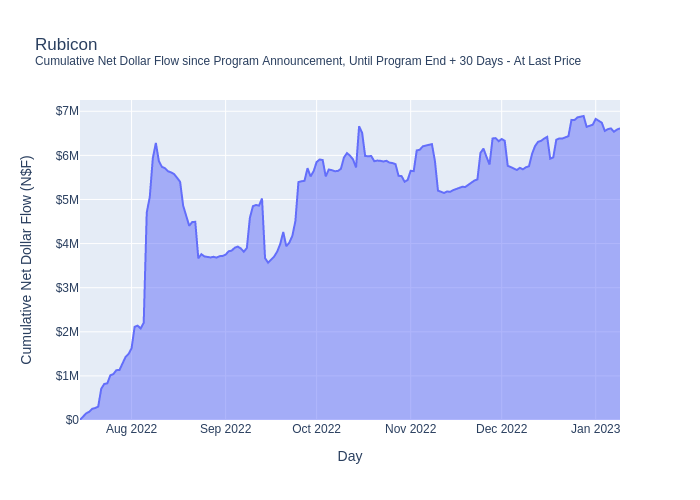 Rubicon
Cumulative Net Dollar Flow since Program Announcement, Until Program End + 30 Days - At Last Price
Cumulative Net Dollar Flow (N$F)
$7M
$6M
$5M
$4M
$3M
$2M
$1M
$0
Aug 2022 Sep 2022 Oct 2022 Nov 2022 Dec 2022 Jan 2023
Day